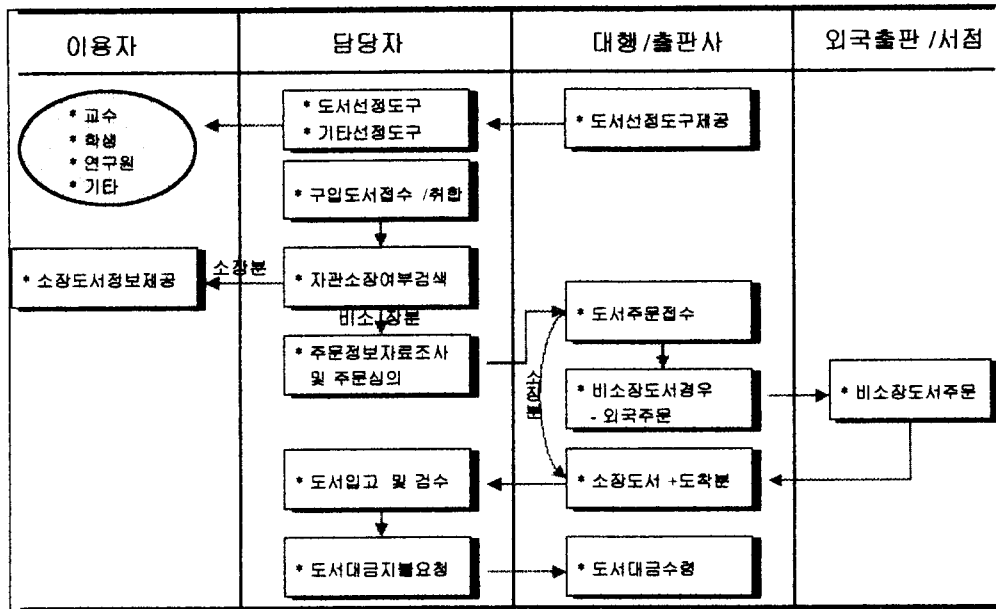 이용자
담당자
대행/출판사
외국출판/서점
* 교수
* 학생
* 연구원
* 기타
* 도서선정도구
* 기타선정도구
* 도서선정도구제공
* 구입도서접수 /취합
* 소장도서정보제공
소장분
* 자관소장여부검색
비소장분
* 도서주문접수
* 주문정보자료조사
및 주문심의
소장분
* 비소장도서경우
- 외국주문
* 비소장도서주문
* 도서입고 및 검수
* 소장도서 +도착분
* 도서대금지불요청
* 도서대금수령